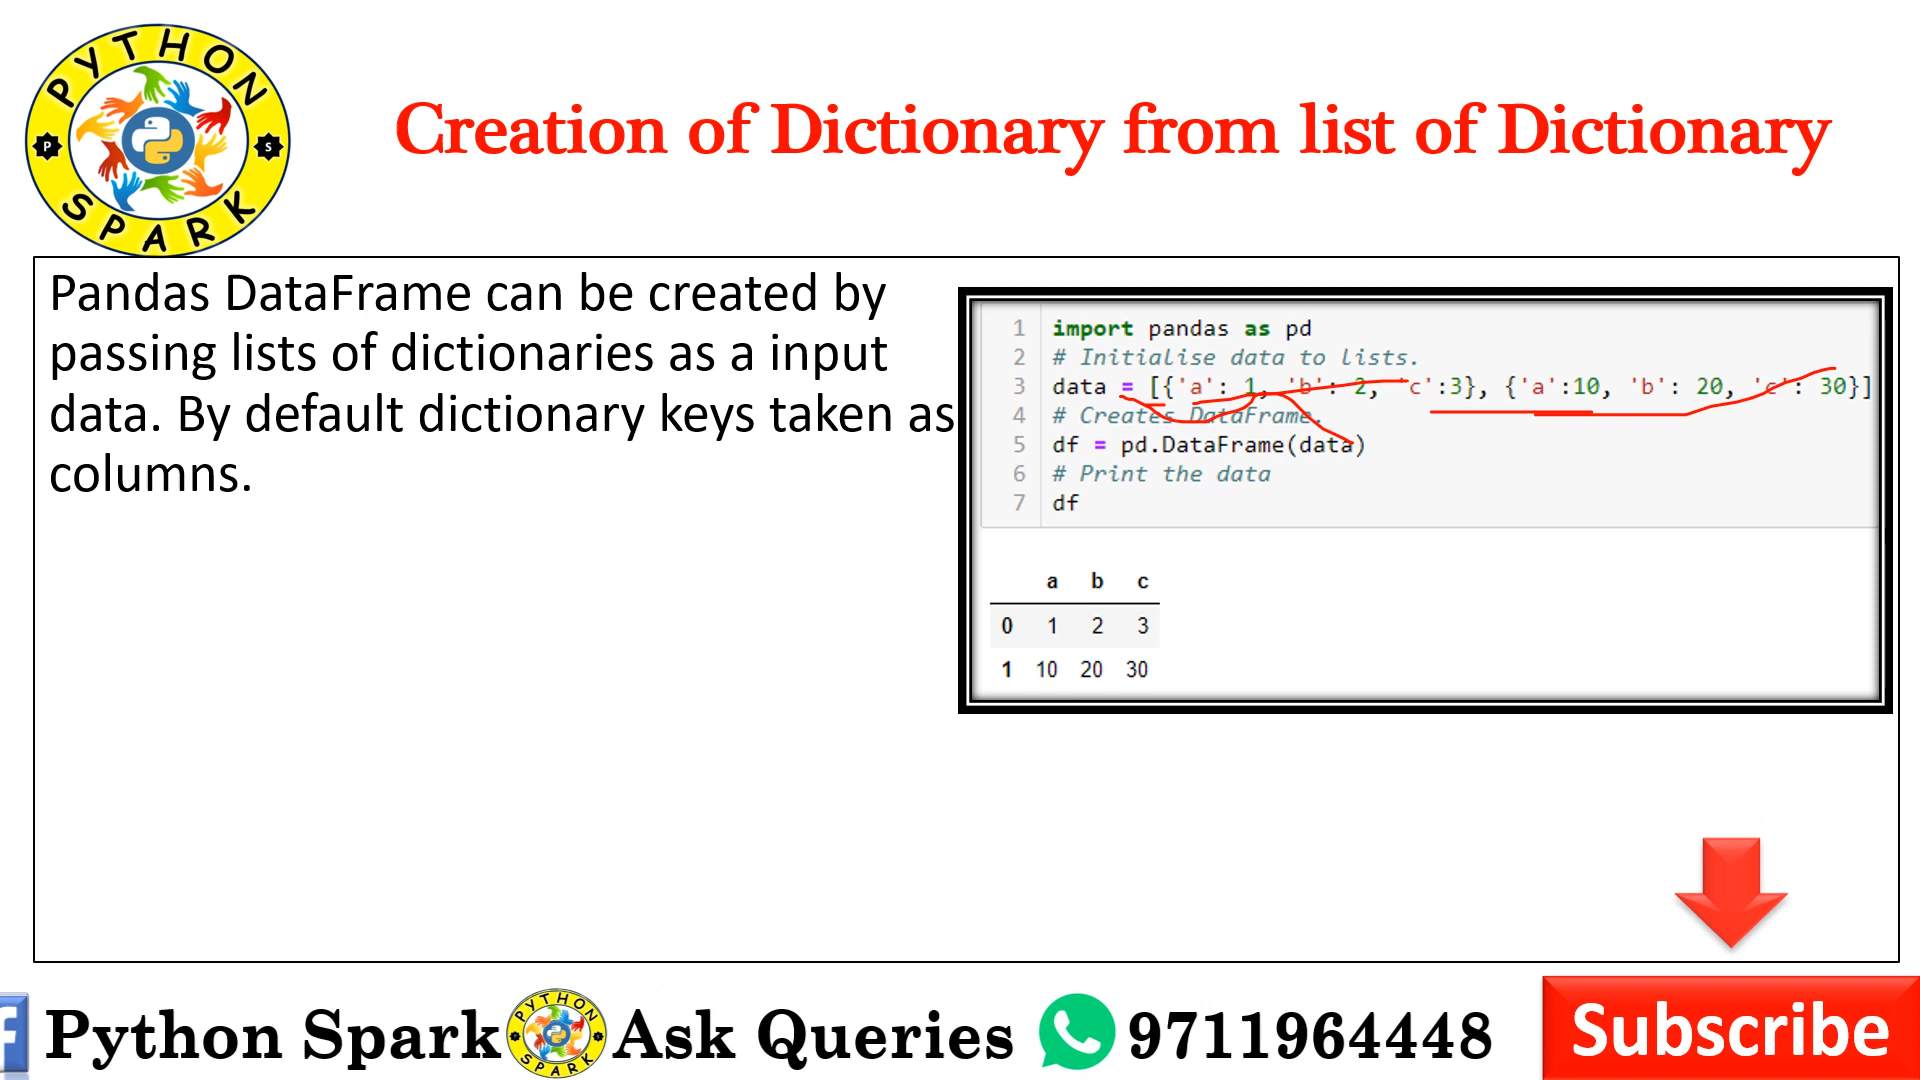 PYTHON
P S
SPARK
Creation of Dictionary from list of Dictionary
Pandas DataFrame can be created by
passing lists of dictionaries as a input
data. By default dictionary keys taken as
columns.
1 import pandas as pd
2 # Initialise data to lists.
3 data = [{'a': 1, 'b': 2, 'c':3}, {'a':10, 'b': 20, 'c': 30}]
4 # Creates DataFrame.
5 df = pd.DataFrame(data)
6 # Print the data
7 df
a b c
0 1 2 3
1 10 20 30
f Python Spark PYTHON SPARK Ask Queries 9711964448 Subscribe